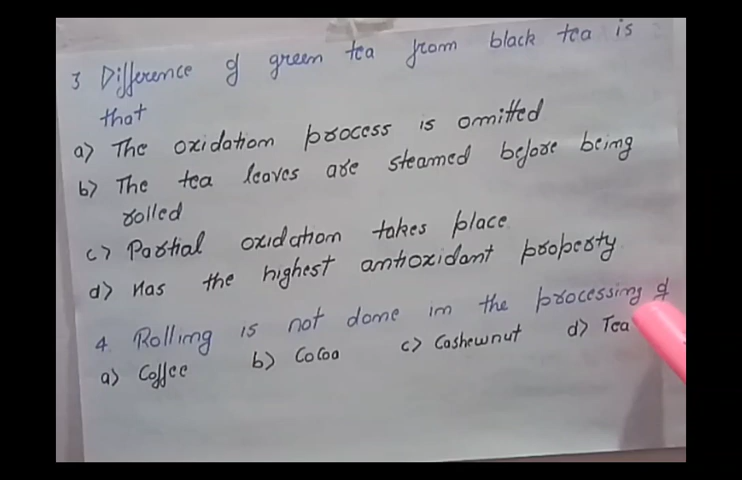 3 Difference of green tea from black tea is
that
a) The oxidation process is omitted
b) The tea leaves are steamed before being
rolled
c) Partial oxidation takes place
d) Has the highest antioxidant property
4. Rolling is not done in the processing of
a) Coffee b) Cocoa c) Cashewnut d) Tea